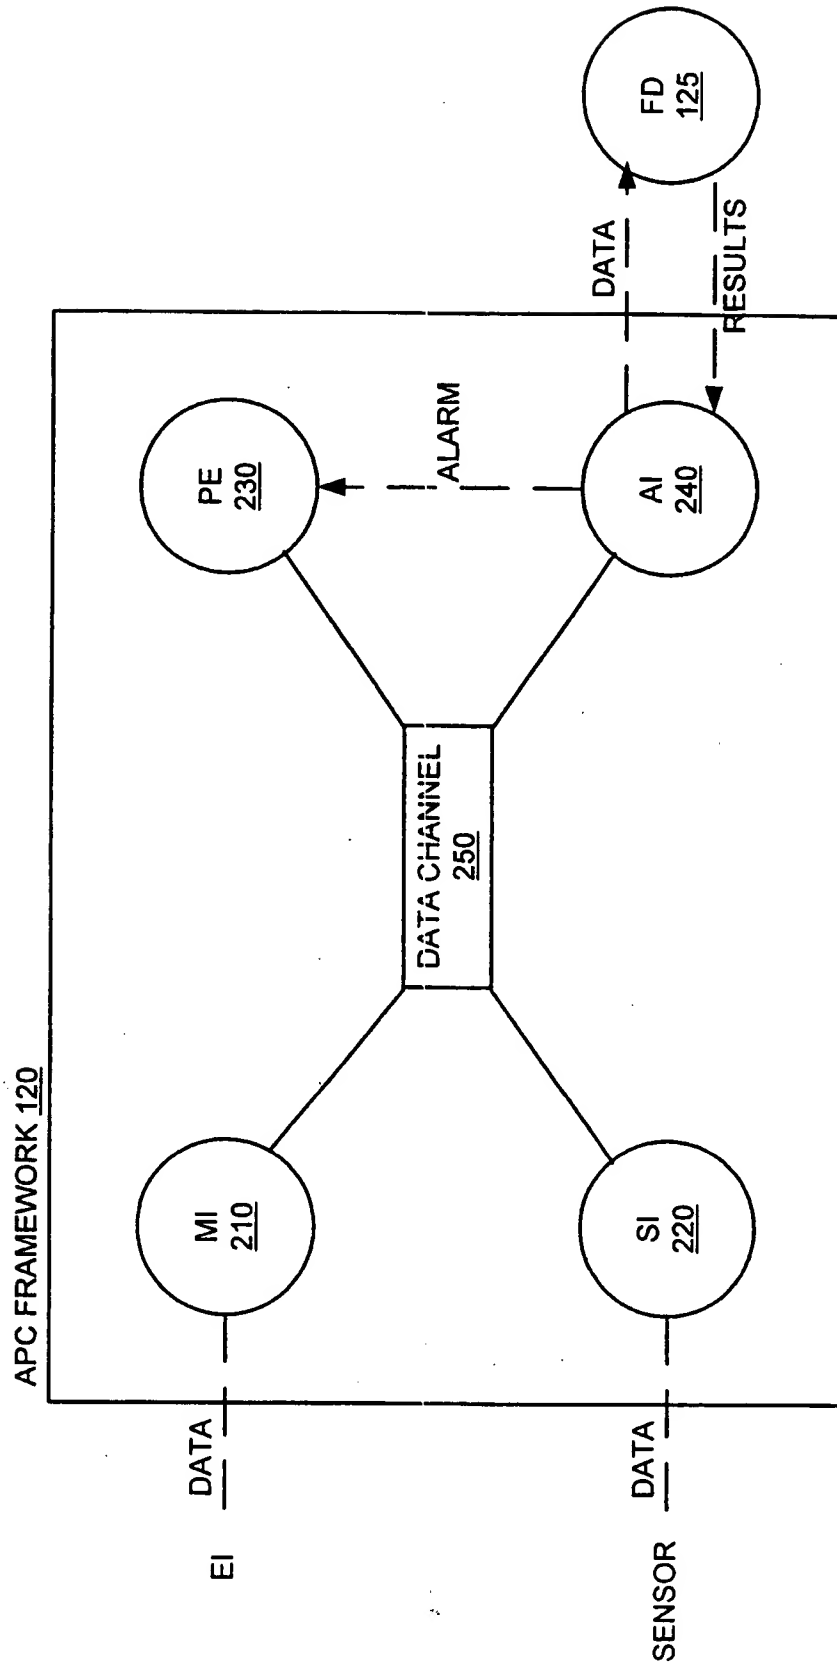 APC FRAMEWORK 120
EI
DATA
MI
210
PE
230
DATA CHANNEL
250
ALARM
SENSOR
DATA
SI
220
AI
240
DATA
RESULTS
FD
125